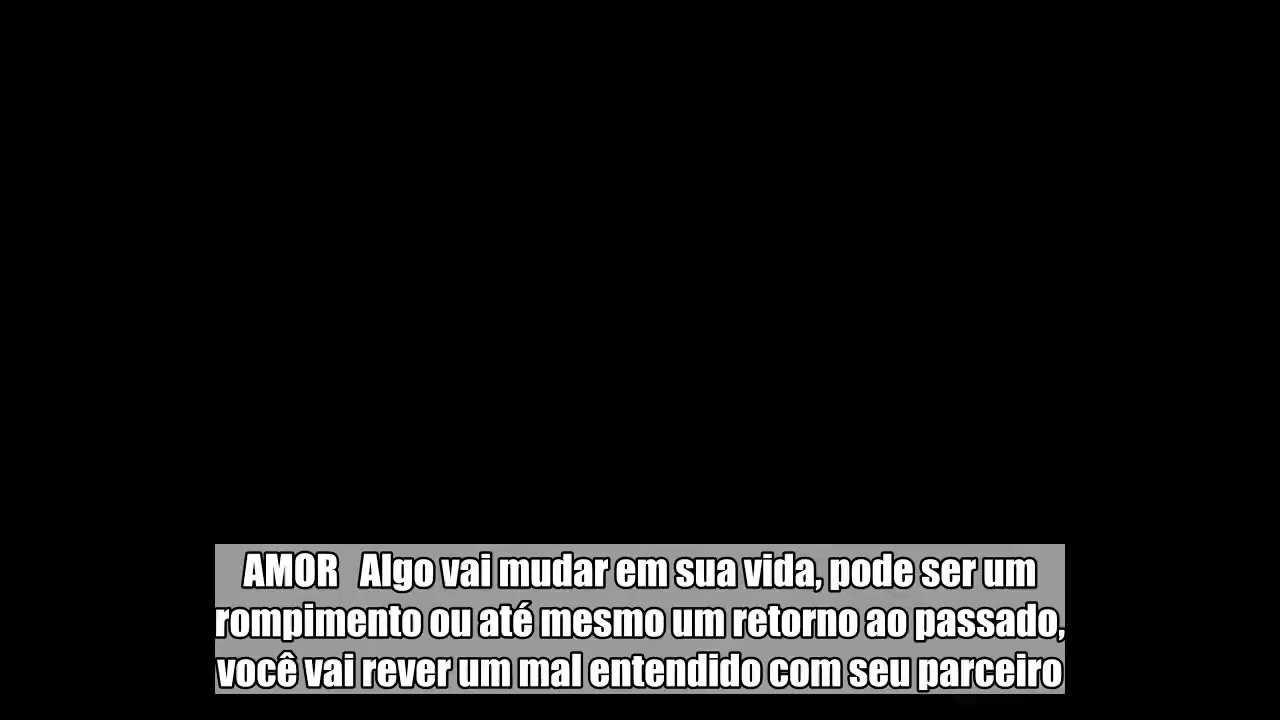 AMOR   Algo vai mudar em sua vida, pode ser um
rompimento ou até mesmo um retorno ao passado,
você vai rever um mal entendido com seu parceiro